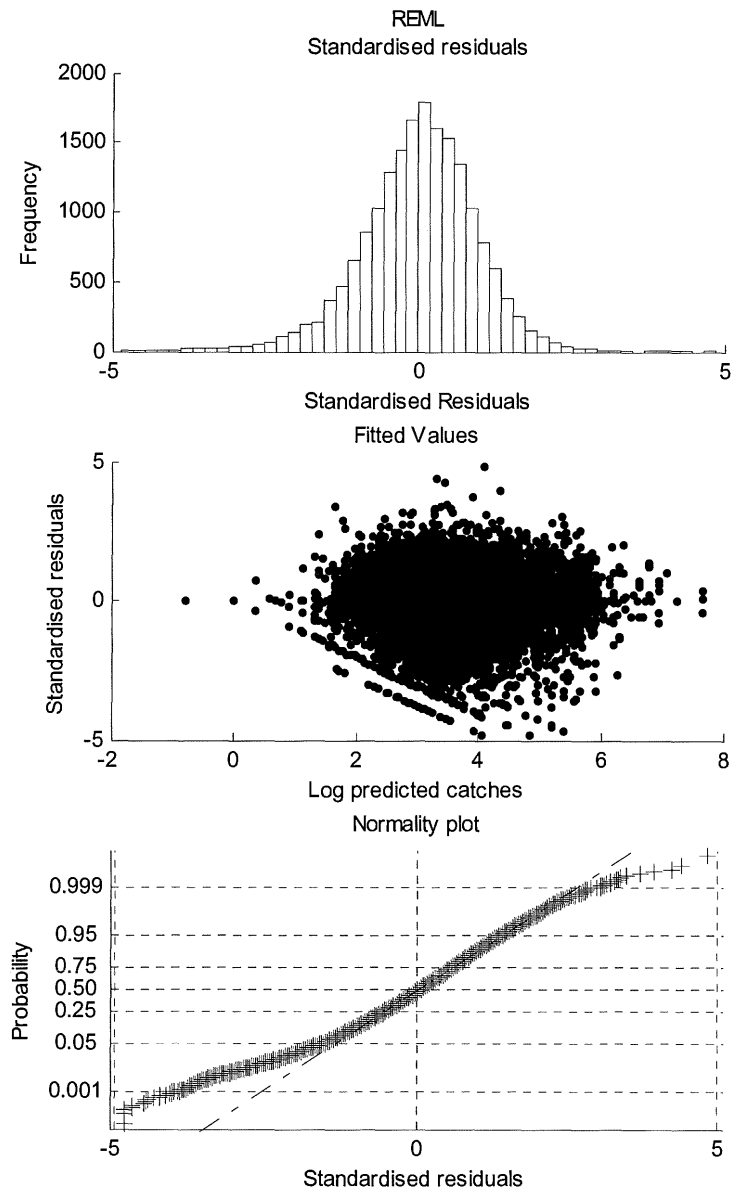 REML
Standardised residuals
2000
1500
1000
500
0
Frequency
-5
0
5
Standardised Residuals
Fitted Values
5
0
-5
Standardised residuals
-2
0
2
4
6
8
Log predicted catches
Normality plot
0.999
0.95
0.75
0.50
0.25
0.05
0.001
Probability
-5
0
5
Standardised residuals